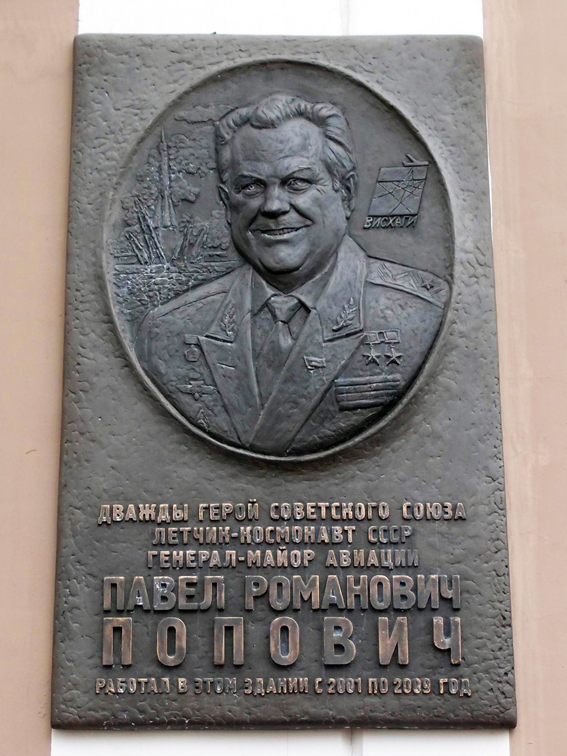 ВИСХАГИ
ДВАЖДЫ ГЕРОЙ СОВЕТСКОГО СОЮЗА
ЛЕТЧИК-КОСМОНАВТ СССР
ГЕНЕРАЛ-МАЙОР АВИАЦИИ
ПАВЕЛ РОМАНОВИЧ
ПОПОВИЧ
РАБОТАЛ В ЭТОМ ЗДАНИИ С 2001 ПО 2009 ГОД